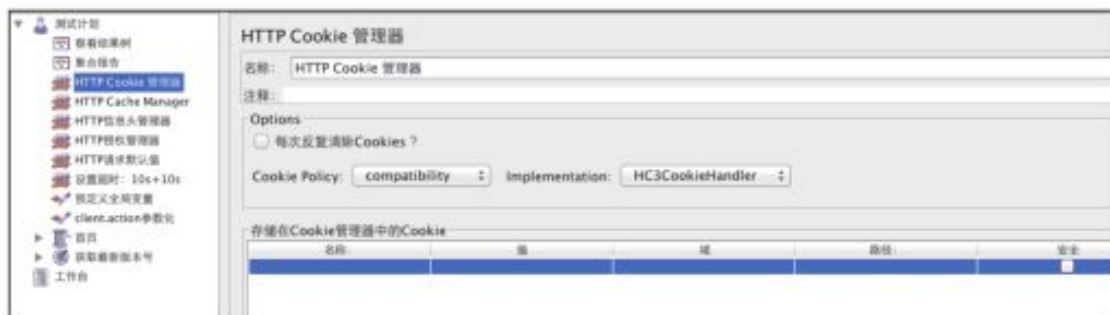 测试计划
察看结果树
聚合报告
HTTP Cookie 管理器
HTTP Cache Manager
HTTP信息头管理器
HTTP授权管理器
HTTP请求默认值
设置延时：10s+10s
预定义全局变量
client.action参数化
首页
获取最新版本号
工作台
HTTP Cookie 管理器
名称： HTTP Cookie 管理器
注释：
Options
每次反复清除Cookies ?
Cookie Policy: compatibility Implementation: HC3CookieHandler
存储在Cookie管理器中的Cookie
名称： 值 域 路径： 安全